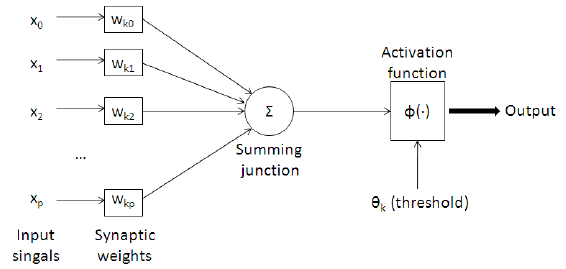 x₀ Wₖ₀
x₁ Wₖ₁
x₂ Wₖ₂
...
xₚ Wₖₚ
Σ
Summing
junction
Activation
function
ϕ(·)
Output
θₖ (threshold)
Input
singals
Synaptic
weights